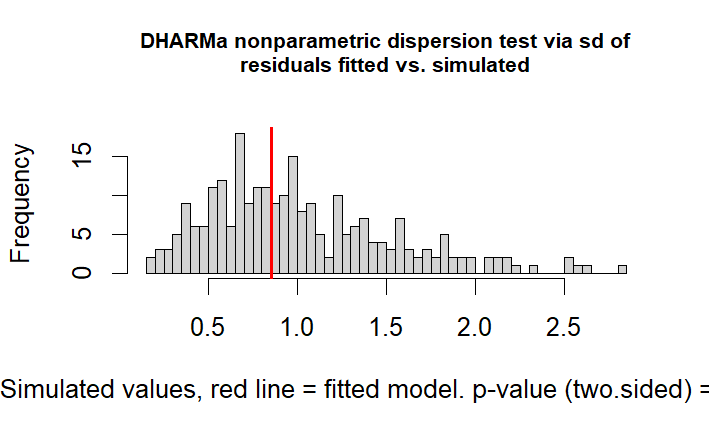 DHARMa nonparametric dispersion test via sd of
residuals fitted vs. simulated
Frequency
15
5
0
0.5 1.0 1.5 2.0 2.5
Simulated values, red line = fitted model. p-value (two.sided) =